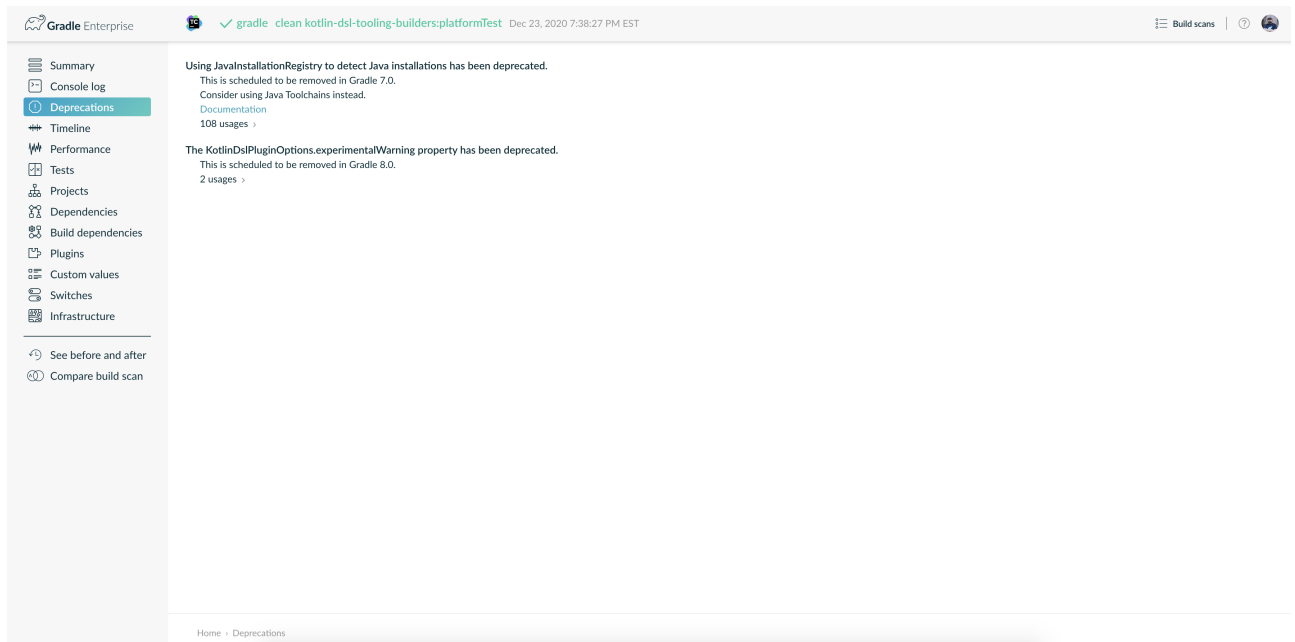 Gradle Enterprise
TC
gradle clean kotlin-dsl-tooling-builders:platformTest Dec 23, 2020 7:38:27 PM EST
Build scans
Summary
Console log
Deprecations
Timeline
Performance
Tests
Projects
Dependencies
Build dependencies
Plugins
Custom values
Switches
Infrastructure
See before and after
Compare build scan
Using JavaInstallationRegistry to detect Java installations has been deprecated.
This is scheduled to be removed in Gradle 7.0.
Consider using Java Toolchains instead.
Documentation
108 usages ›
The KotlinDslPluginOptions.experimentalWarning property has been deprecated.
This is scheduled to be removed in Gradle 8.0.
2 usages ›
Home › Deprecations